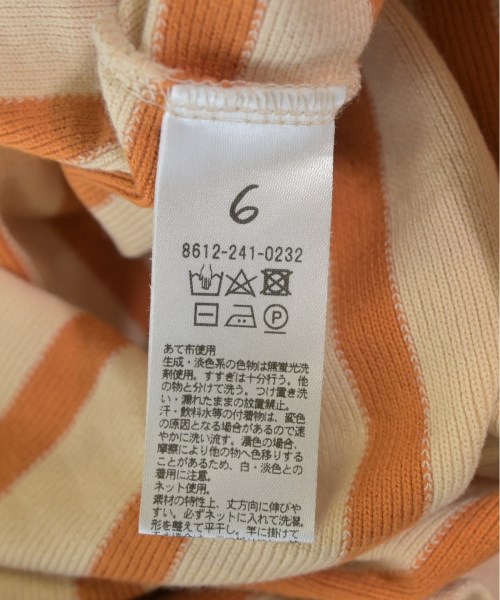 6
8612-241-0232
P
あて布使用
生成・淡色系の色物は無蛍光洗
剤使用。すすぎは十分行う。他
の物と分けて洗う。つけ置き洗
い・濡れたままの放置禁止。
汗・飲料水等の付着物は、変色
の原因となる場合があるので速
やかに洗い流す。濃色の場合、
摩擦により他の物へ色移りする
ことがあるため、白・淡色との
着用に注意。
ネット使用。
素材の特性上、丈方向に伸びや
すい。必ずネットに入れて洗濯、
形を整えて平干し。竿に掛けて